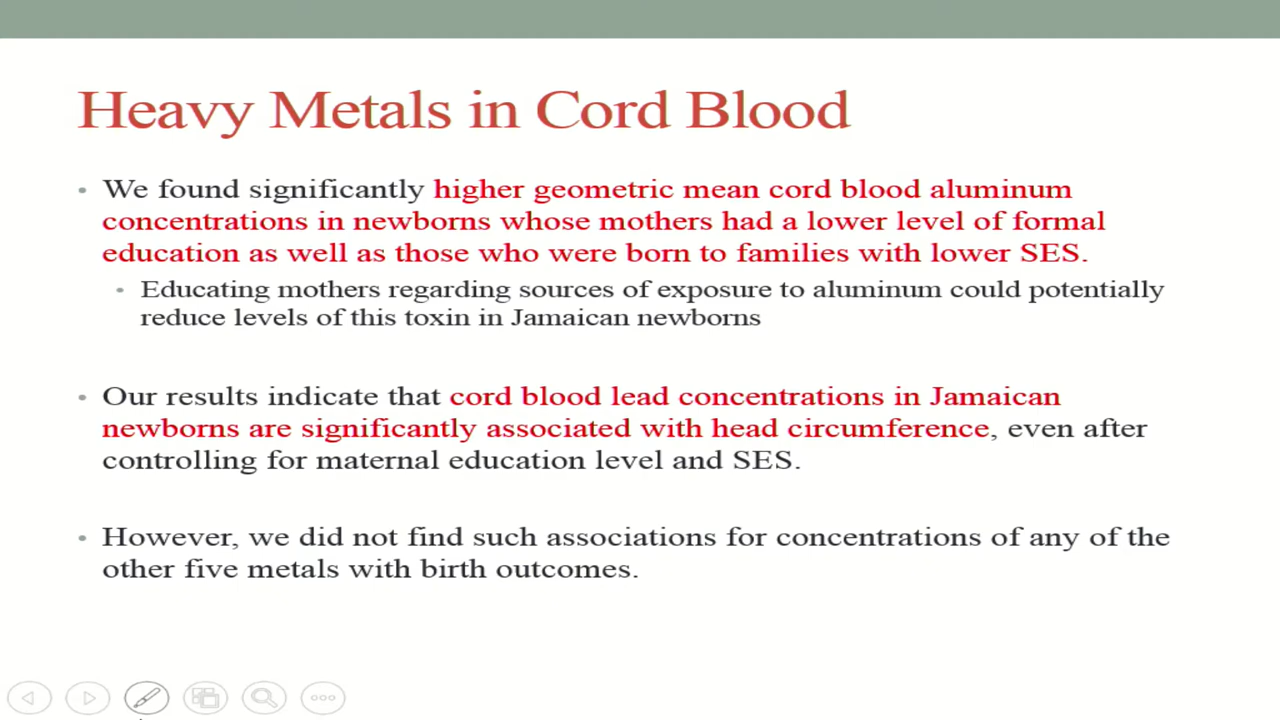 Heavy Metals in Cord Blood
• We found significantly higher geometric mean cord blood aluminum
concentrations in newborns whose mothers had a lower level of formal
education as well as those who were born to families with lower SES.
• Educating mothers regarding sources of exposure to aluminum could potentially
reduce levels of this toxin in Jamaican newborns
• Our results indicate that cord blood lead concentrations in Jamaican
newborns are significantly associated with head circumference, even after
controlling for maternal education level and SES.
• However, we did not find such associations for concentrations of any of the
other five metals with birth outcomes.